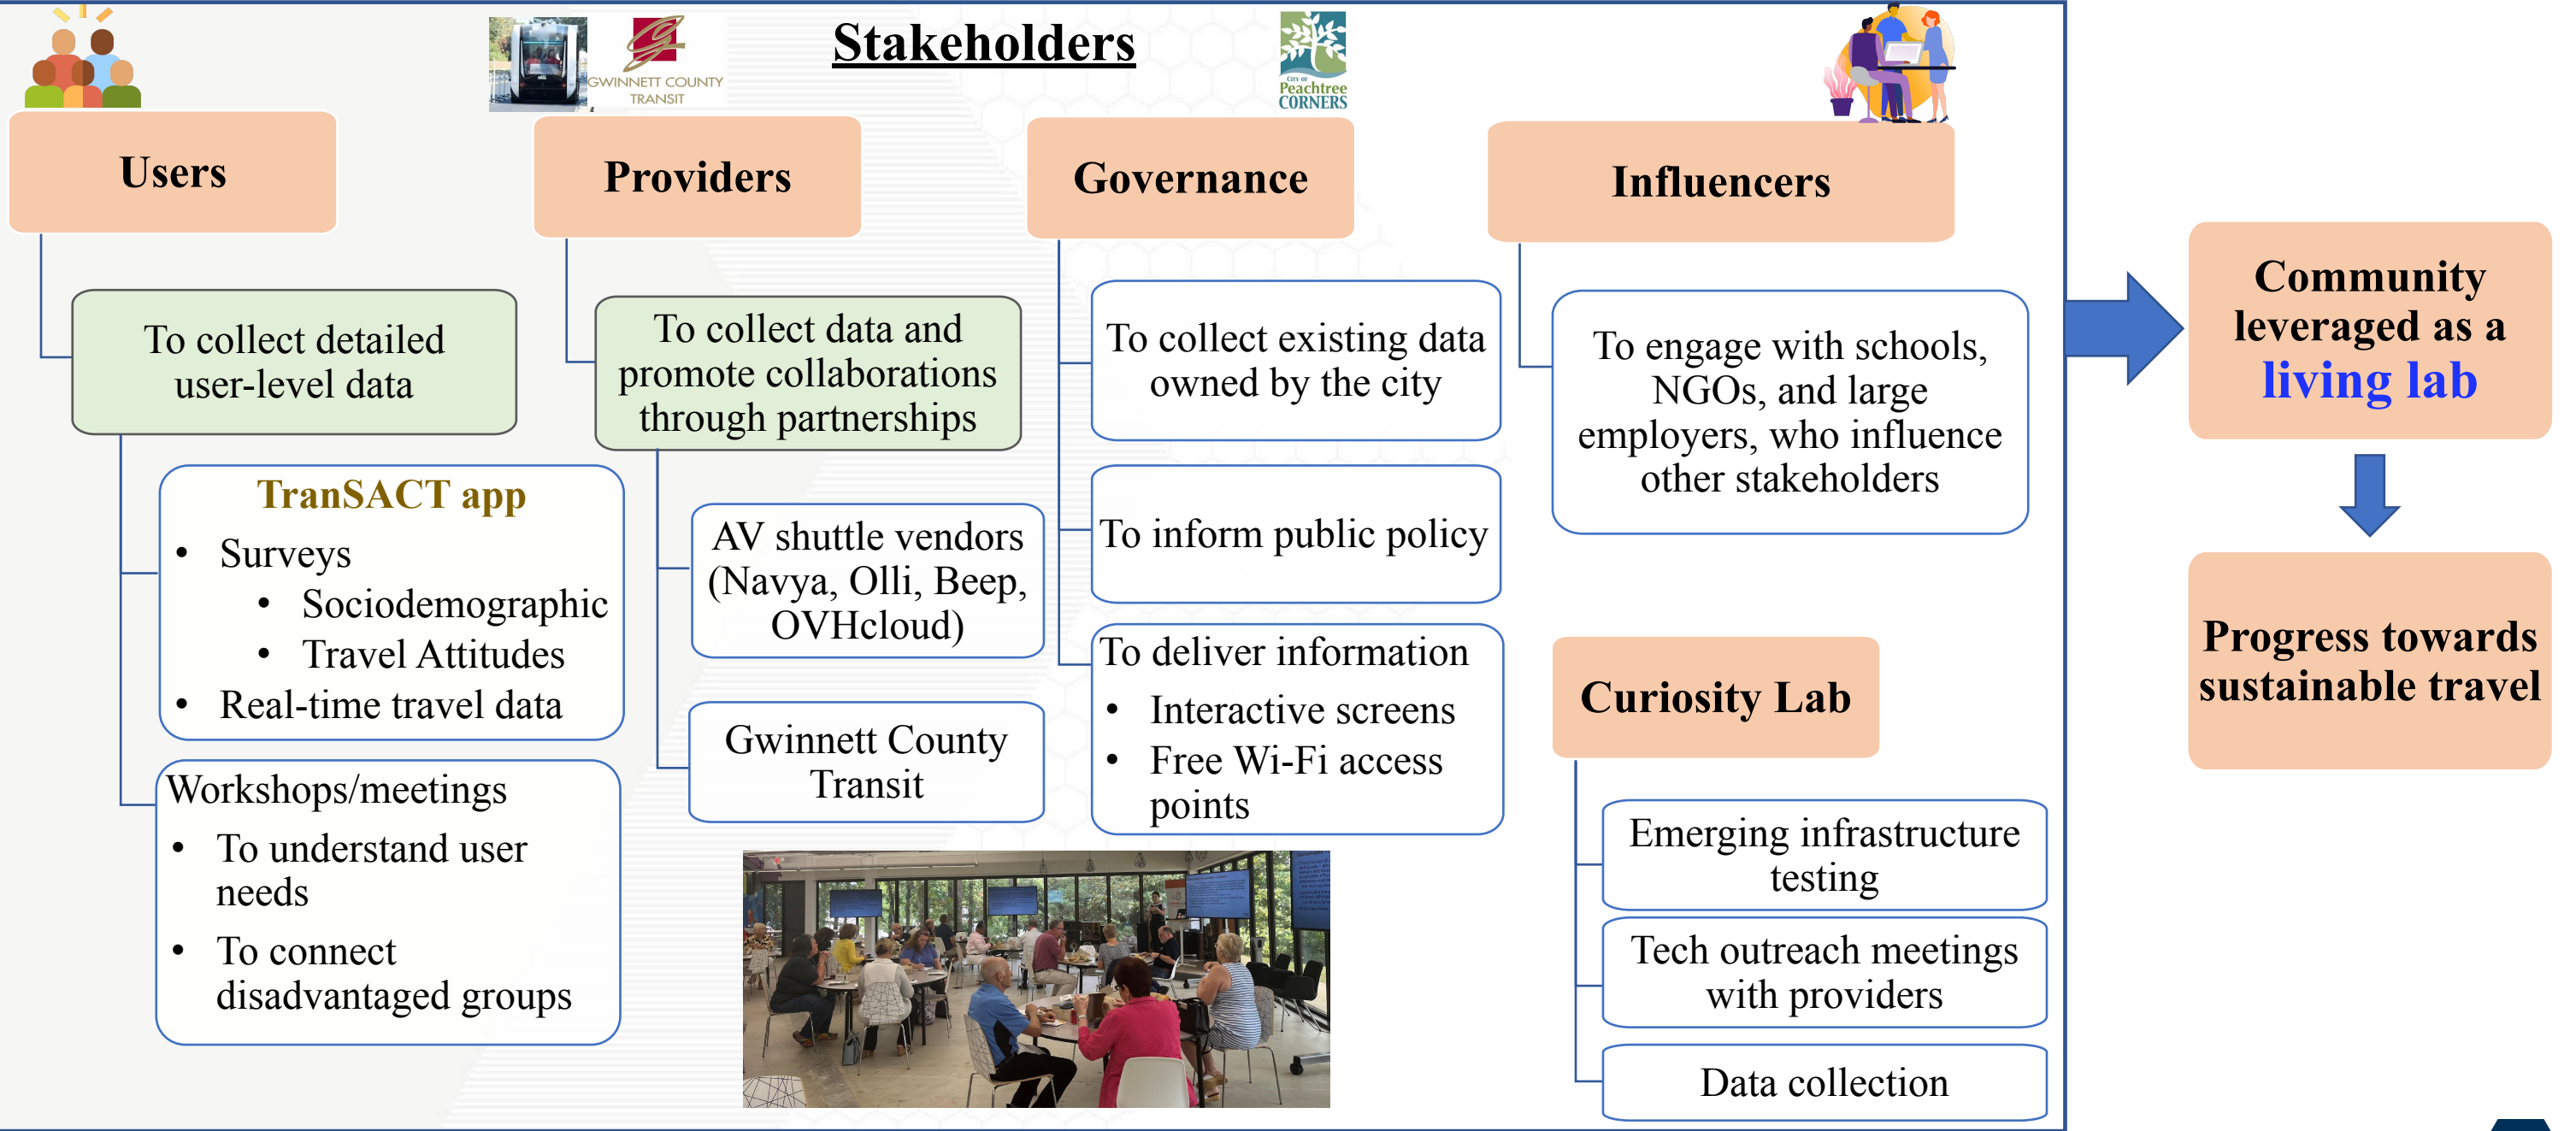 Stakeholders
olli
GWINNETT COUNTY
TRANSIT
CITY OF
Peachtree
CORNERS
Users
To collect detailed
user-level data
TranSACT app
• Surveys
• Sociodemographic
• Travel Attitudes
• Real-time travel data
Workshops/meetings
• To understand user
needs
• To connect
disadvantaged groups
Providers
To collect data and
promote collaborations
through partnerships
AV shuttle vendors
(Navya, Olli, Beep,
OVHcloud)
Gwinnett County
Transit
Governance
To collect existing data
owned by the city
To inform public policy
To deliver information
• Interactive screens
• Free Wi-Fi access
points
Influencers
To engage with schools,
NGOs, and large
employers, who influence
other stakeholders
Curiosity Lab
Emerging infrastructure
testing
Tech outreach meetings
with providers
Data collection
Community
leveraged as a
living lab
Progress towards
sustainable travel